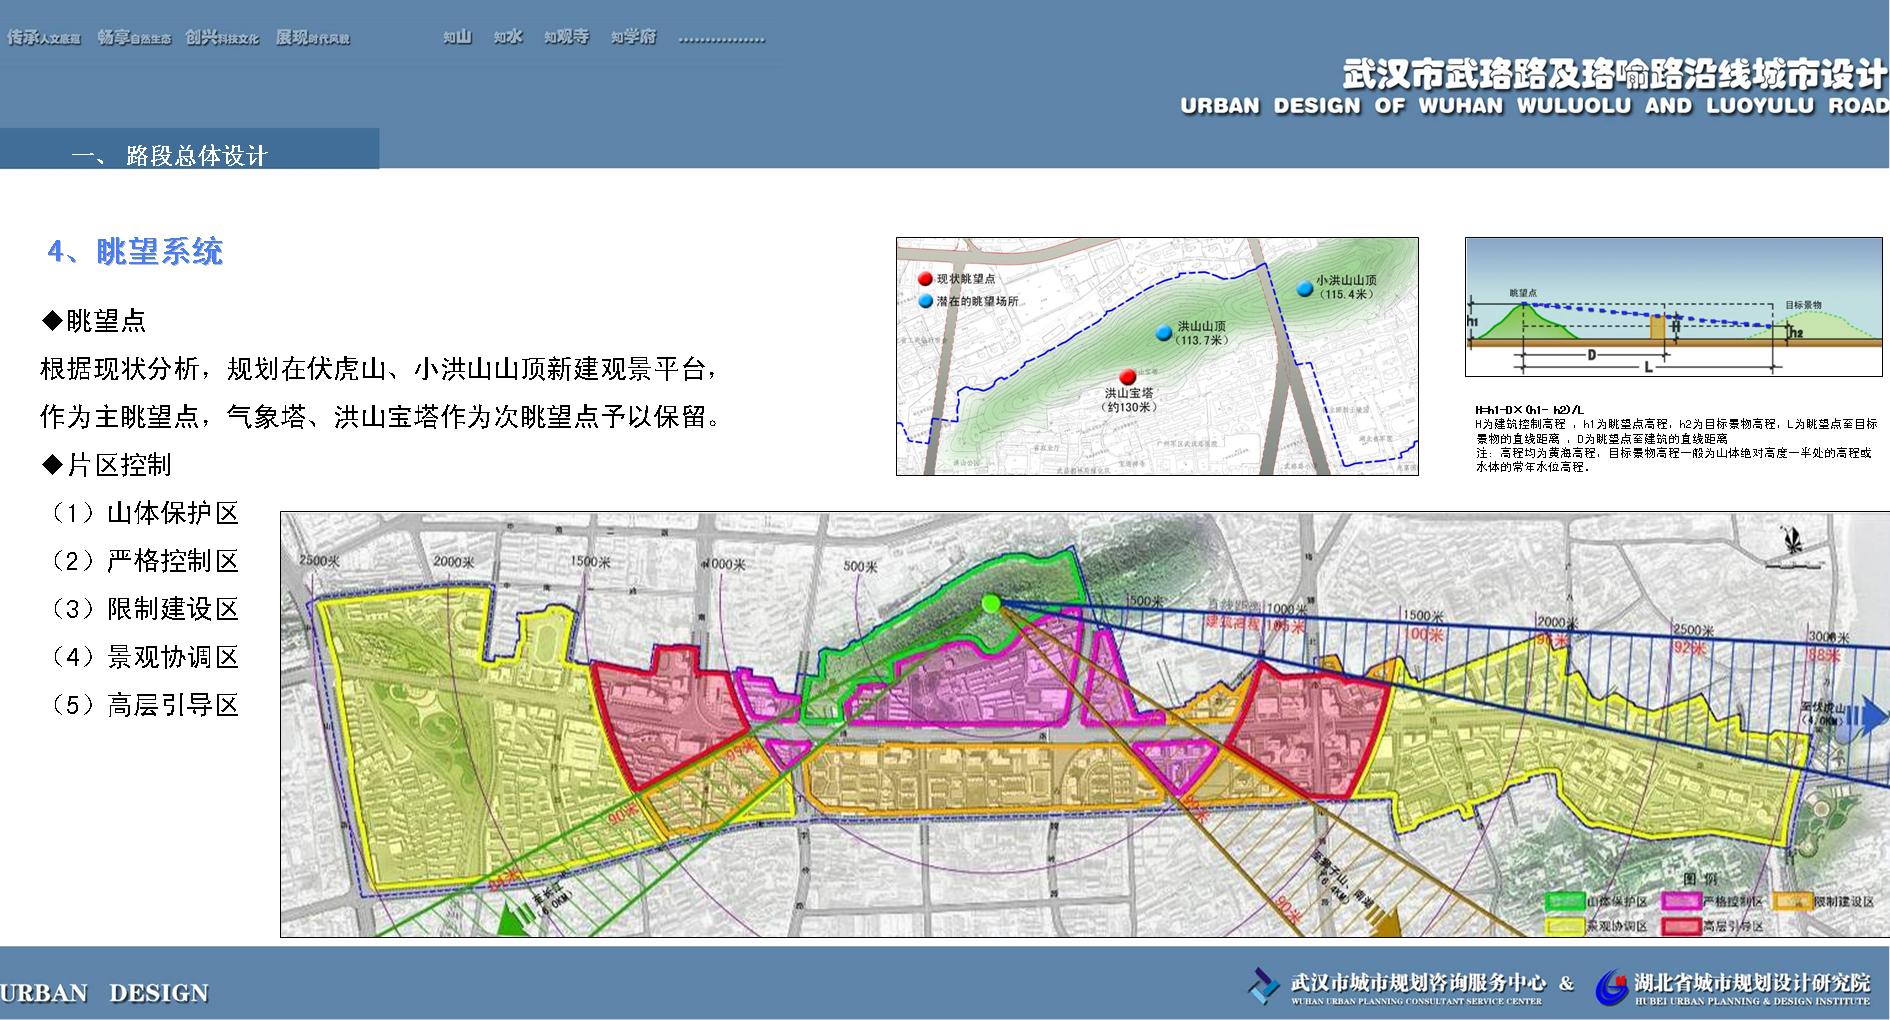 传承人文底蕴 畅享自然生态 创兴科技文化 展现时代风貌 知山 知水 知观寺 知学府 ................
武汉市武珞路及珞喻路沿线城市设计
URBAN DESIGN OF WUHAN WULUOLU AND LUOYULU ROAD
一、 路段总体设计
4、眺望系统
◆眺望点
根据现状分析，规划在伏虎山、小洪山山顶新建观景平台，
作为主眺望点，气象塔、洪山宝塔作为次眺望点予以保留。
◆片区控制
（1）山体保护区
（2）严格控制区
（3）限制建设区
（4）景观协调区
（5）高层引导区
现状眺望点
潜在的眺望场所
小洪山山顶
（115.4米）
洪山山顶
（113.7米）
洪山宝塔
（约130米）
眺望点
目标景物
h1
H
h2
D
L
H=h1-D×(h1- h2)/L
H为建筑控制高程 ，h1为眺望点高程，h2为目标景物高程，L为眺望点至目标
景物的直线距离 ，D为眺望点至建筑的直线距离
注：高程均为黄海高程，目标景物高程一般为山体绝对高度一半处的高程或
水体的常年水位高程。
2500米
2000米
1500米
1000米
500米
500米
直线距离 1000米
建筑高程 105米
1500米
100米
2000米
96米
2500米
92米
3000米
88米
至伏虎山
（4.0KM）
99米
90米
84米
90米
（6.0KM）
至狮子山、南湖
（6.4KM）
图 例
山体保护区
严格控制区
限制建设区
景观协调区
高层引导区
URBAN DESIGN
武汉市城市规划咨询服务中心 & 湖北省城市规划设计研究院
WUHAN URBAN PLANNING CONSULTANT SERVICE CENTER
HUBEI URBAN PLANNING & DESIGN INSTITUTE